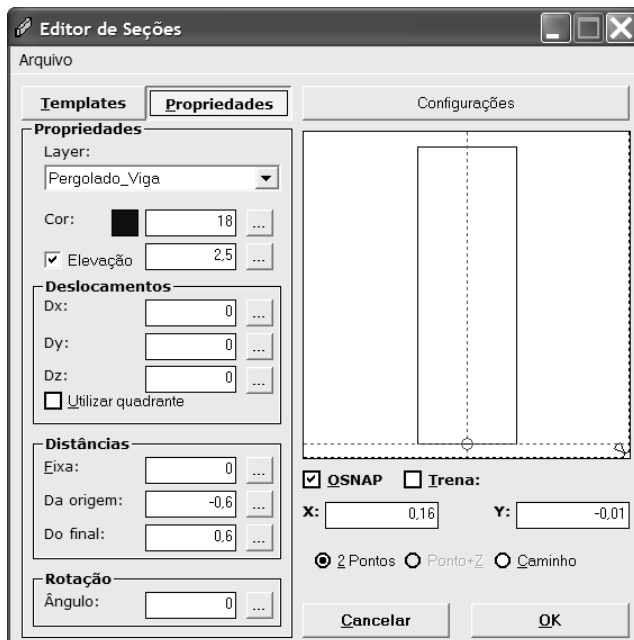 Editor de Seções
Arquivo
Templates Propriedades
Configurações
Propriedades
Layer:
Pergolado_Viga
Cor: 18 ...
Elevação 2,5 ...
Deslocamentos
Dx: 0 ...
Dy: 0 ...
Dz: 0 ...
Utilizar quadrante
Distâncias
Fixa: 0 ...
Da origem: -0,6 ...
Do final: 0,6 ...
Rotação
Ângulo: 0 ...
OSNAP Trena:
X: 0,16 Y: -0,01
2 Pontos Ponto+Z Caminho
Cancelar OK